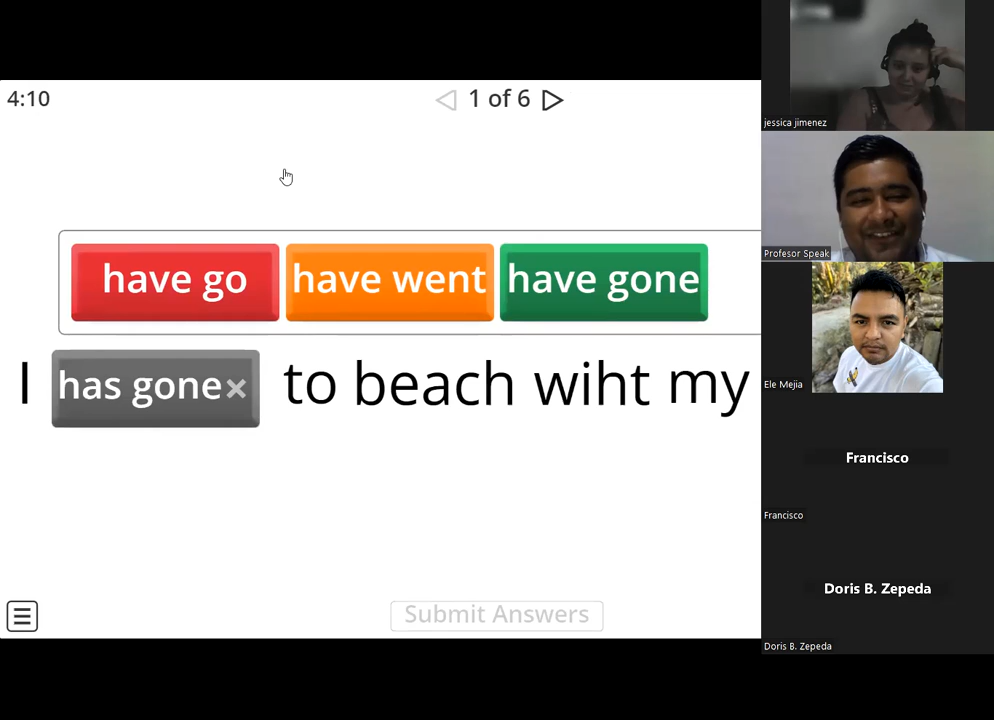 4:10
1 of 6
have go
have went
have gone
I has gone× to beach wiht my
Submit Answers
jessica jimenez
Profesor Speak
Ele Mejia
Francisco
Francisco
Doris B. Zepeda
Doris B. Zepeda